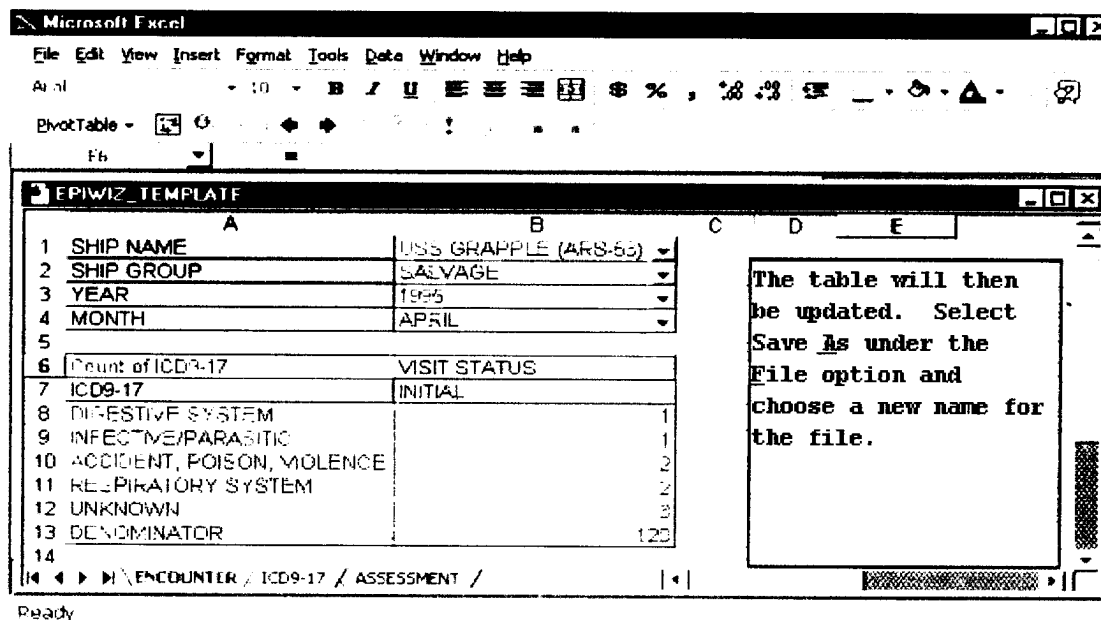 Microsoft Excel
File Edit View Insert Format Tools Data Window Help
Arial 10 B I U $ % ,
PivotTable
F6 =
EPIWIZ_TEMPLATE
A B C D E
1 SHIP NAME USS GRAPPLE (ARS-53)
2 SHIP GROUP SALVAGE
3 YEAR 1995
4 MONTH APRIL
5
6 Count of ICD9-17 VISIT STATUS
7 ICD9-17 INITIAL
8 DIGESTIVE SYSTEM 1
9 INFECTIVE/PARASITIC 1
10 ACCIDENT, POISON, VIOLENCE 2
11 RESPIRATORY SYSTEM 2
12 UNKNOWN 3
13 DENOMINATOR
14
The table will then
be updated. Select
Save As under the
File option and
choose a new name for
the file.
ENCOUNTER / ICD9-17 / ASSESSMENT /
Ready